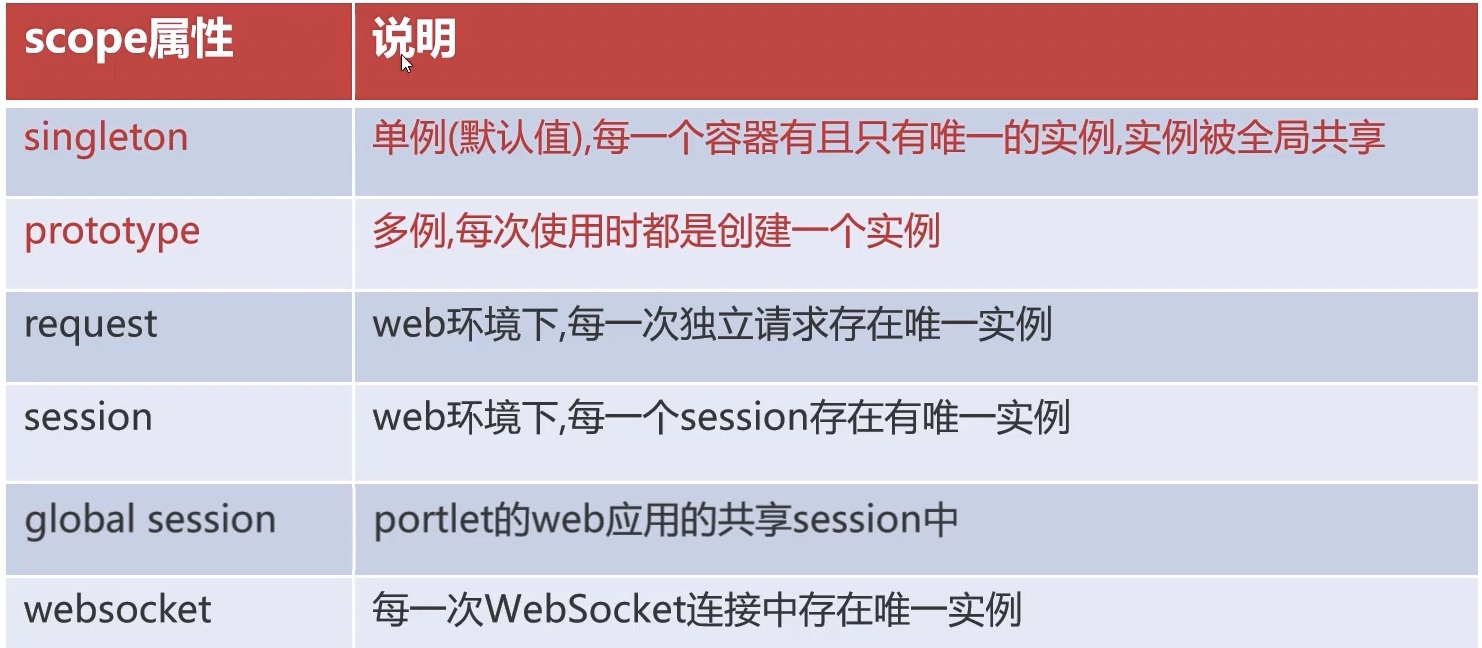 scope属性 说明
singleton 单例(默认值),每一个容器有且只有唯一的实例,实例被全局共享
prototype 多例,每次使用时都是创建一个实例
request web环境下,每一次独立请求存在唯一实例
session web环境下,每一个session存在有唯一实例
global session portlet的web应用的共享session中
websocket 每一次WebSocket连接中存在唯一实例